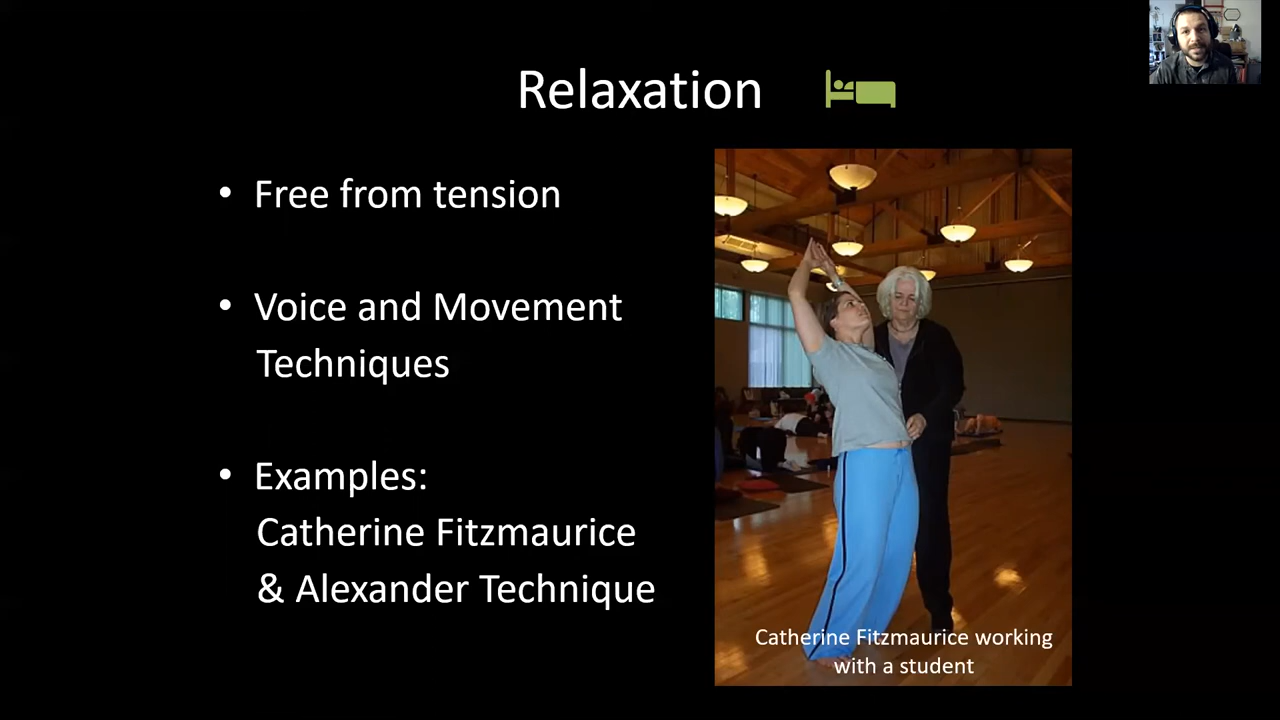 Relaxation
• Free from tension
• Voice and Movement
Techniques
• Examples:
Catherine Fitzmaurice
& Alexander Technique
Catherine Fitzmaurice working
with a student